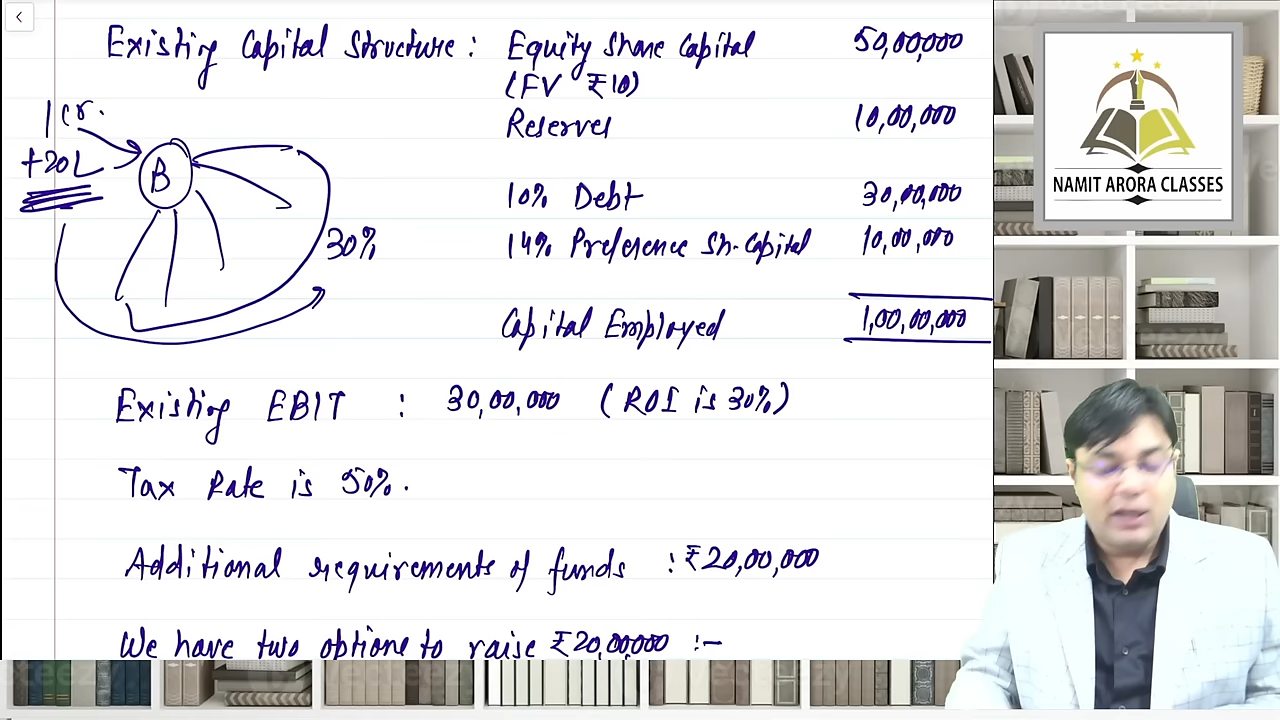 Existing Capital Structure : Equity Share Capital 50,00,000
(FV ₹10)
Reserves 10,00,000
10% Debt 30,00,000
14% Preference Sh. Capital 10,00,000
Capital Employed 1,00,00,000
1 cr.
+20L
B
30%
Existing EBIT : 30,00,000 (ROI is 30%)
Tax Rate is 50%.
Additional requirements of funds : ₹20,00,000
We have two options to raise ₹20,00,000 :-
NAMIT ARORA CLASSES